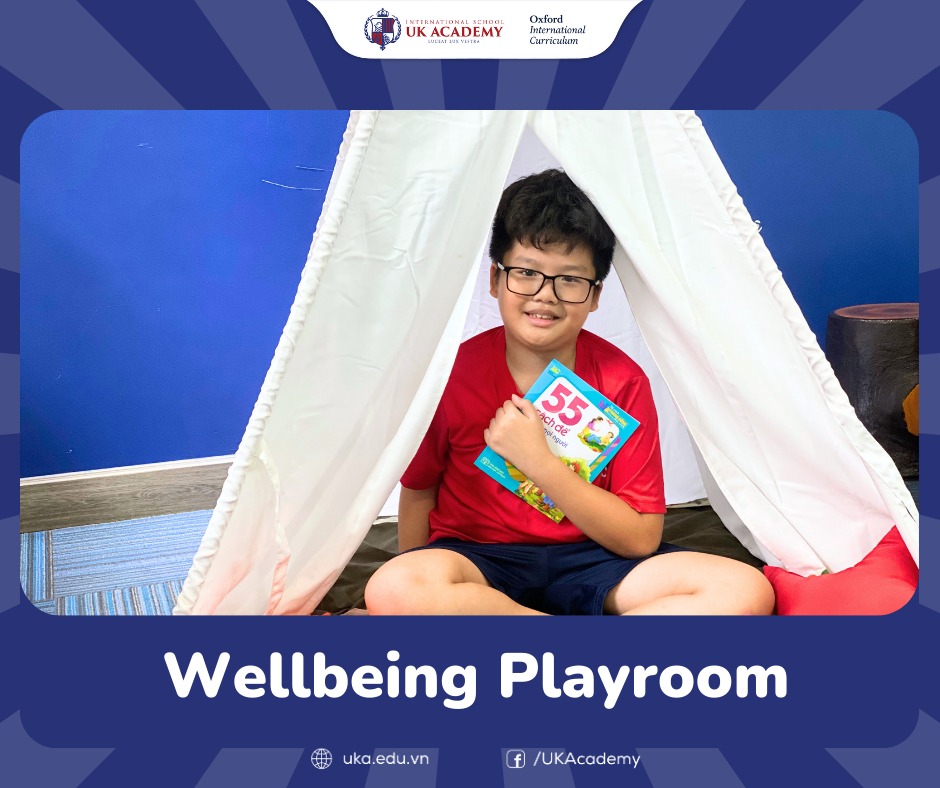 INTERNATIONAL SCHOOL
UK ACADEMY
LUCEAT LUX VESTRA
Oxford
International
Curriculum
55
cách để
người
Wellbeing Playroom
uka.edu.vn
/UKAcademy